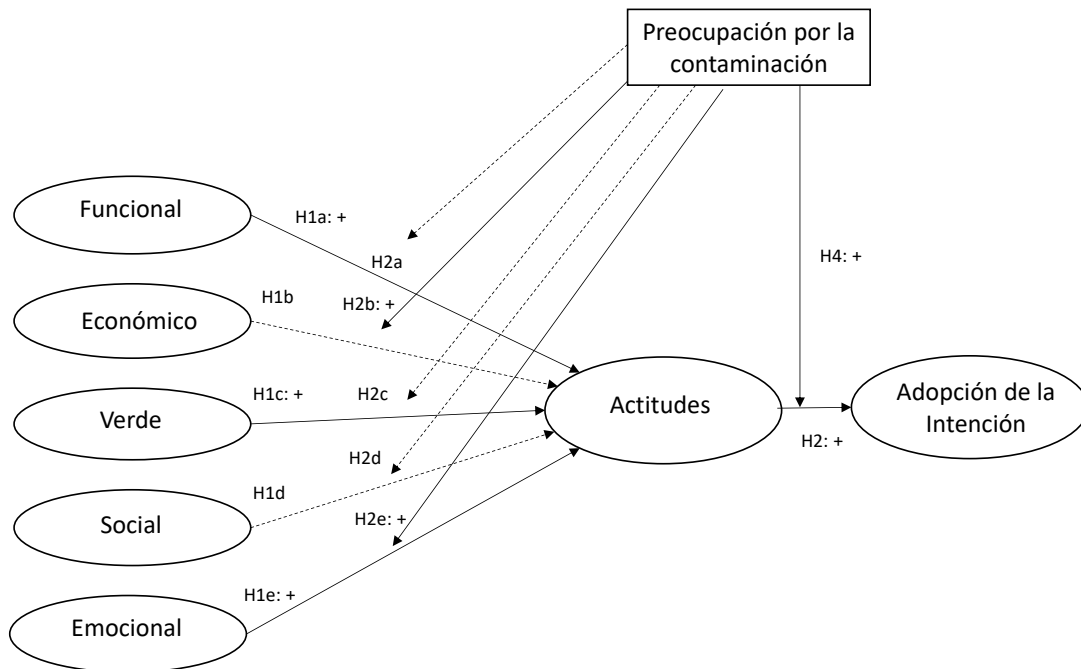 Preocupación por la
contaminación
Funcional
H1a: +
H2a
H4: +
H1b
H2b: +
Económico
H1c: +
H2c
Verde
Actitudes
Adopción de la
Intención
H2: +
H2d
H1d
Social
H2e: +
H1e: +
Emocional